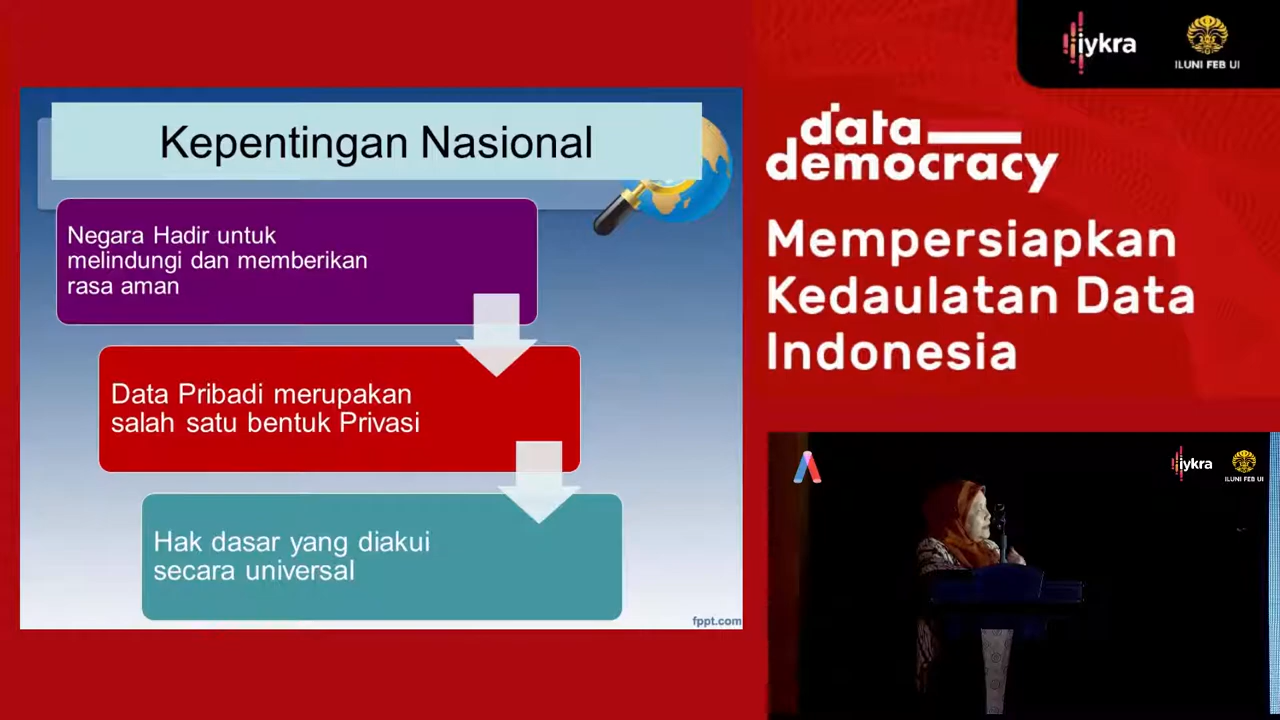 Kepentingan Nasional
Negara Hadir untuk
melindungi dan memberikan
rasa aman
Data Pribadi merupakan
salah satu bentuk Privasi
Hak dasar yang diakui
secara universal
fppt.com
iykra
ILUNI FEB UI
data
democracy
Mempersiapkan
Kedaulatan Data
Indonesia
iykra
ILUNI FEB UI